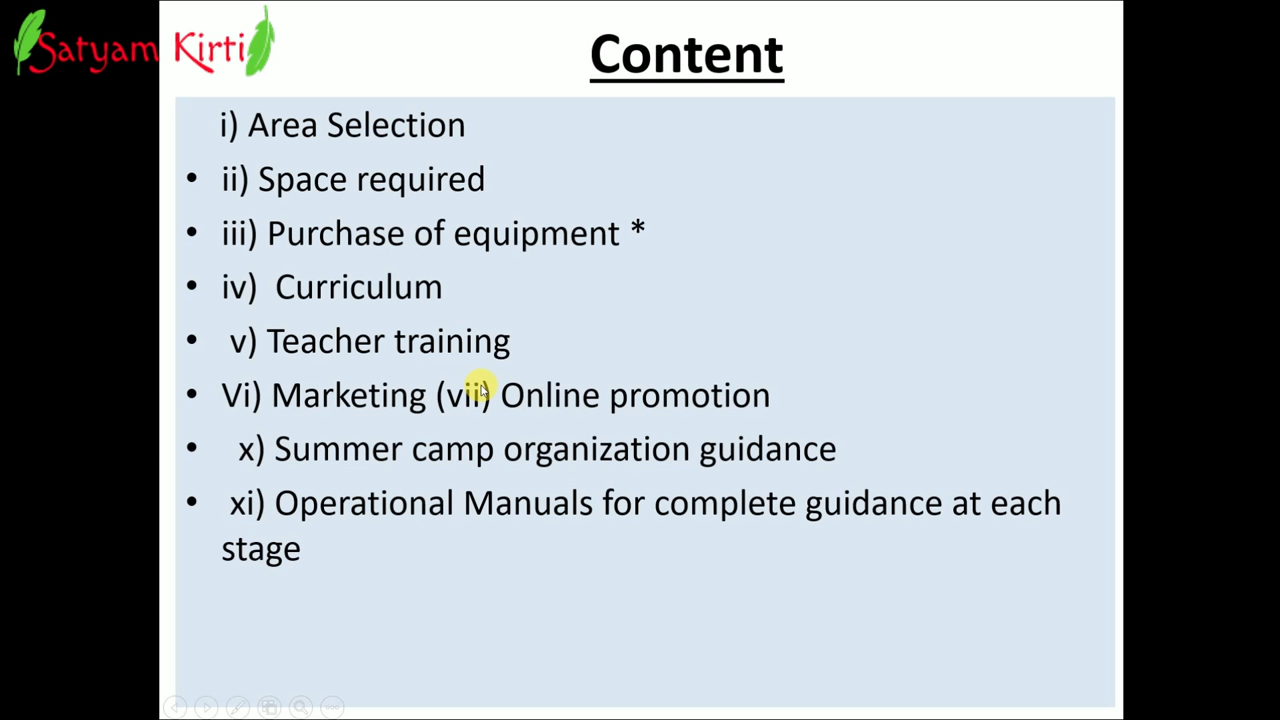 Satyam Kirti
Content
i) Area Selection
• ii) Space required
• iii) Purchase of equipment *
• iv)  Curriculum
•  v) Teacher training
• Vi) Marketing (vii) Online promotion
•   x) Summer camp organization guidance
•  xi) Operational Manuals for complete guidance at each
stage